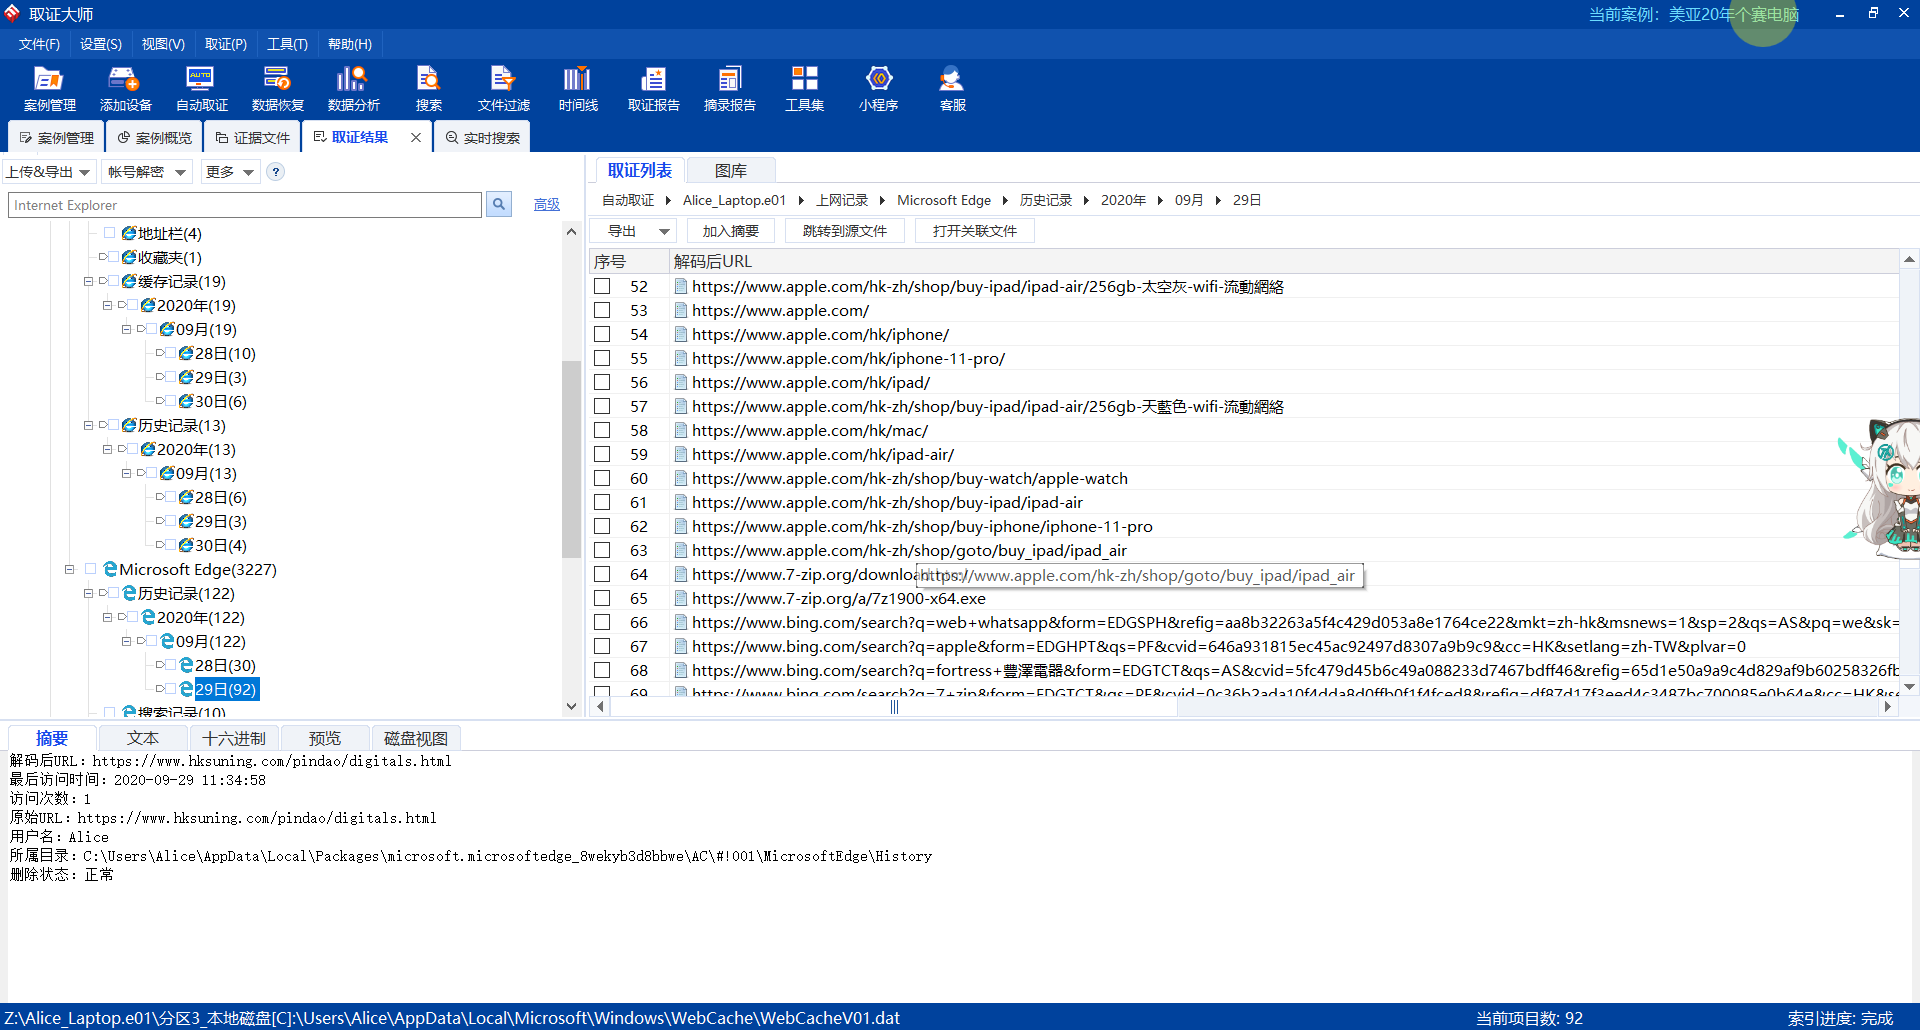 取证大师
当前案例：美亚20年个赛电脑
文件(F) 设置(S) 视图(V) 取证(P) 工具(T) 帮助(H)
AUTO
案例管理 添加设备 自动取证 数据恢复 数据分析 搜索 文件过滤 时间线 取证报告 摘录报告 工具集 小程序 客服
案例管理 案例概览 证据文件 取证结果 实时搜索
上传&导出 帐号解密 更多 ?
Internet Explorer 高级
地址栏(4)
收藏夹(1)
缓存记录(19)
2020年(19)
09月(19)
28日(10)
29日(3)
30日(6)
历史记录(13)
2020年(13)
09月(13)
28日(6)
29日(3)
30日(4)
Microsoft Edge(3227)
历史记录(122)
2020年(122)
09月(122)
28日(30)
29日(92)
搜索记录(10)
取证列表 图库
自动取证 Alice_Laptop.e01 上网记录 Microsoft Edge 历史记录 2020年 09月 29日
导出 加入摘要 跳转到源文件 打开关联文件
序号 解码后URL
52 https://www.apple.com/hk-zh/shop/buy-ipad/ipad-air/256gb-太空灰-wifi-流動網絡
53 https://www.apple.com/
54 https://www.apple.com/hk/iphone/
55 https://www.apple.com/hk/iphone-11-pro/
56 https://www.apple.com/hk/ipad/
57 https://www.apple.com/hk-zh/shop/buy-ipad/ipad-air/256gb-天藍色-wifi-流動網絡
58 https://www.apple.com/hk/mac/
59 https://www.apple.com/hk/ipad-air/
60 https://www.apple.com/hk-zh/shop/buy-watch/apple-watch
61 https://www.apple.com/hk-zh/shop/buy-ipad/ipad-air
62 https://www.apple.com/hk-zh/shop/buy-iphone/iphone-11-pro
63 https://www.apple.com/hk-zh/shop/goto/buy_ipad/ipad_air
64 https://www.7-zip.org/downloa
https://www.apple.com/hk-zh/shop/goto/buy_ipad/ipad_air
65 https://www.7-zip.org/a/7z1900-x64.exe
66 https://www.bing.com/search?q=web+whatsapp&form=EDGSPH&refig=aa8b32263a5f4c429d053a8e1764ce22&mkt=zh-hk&msnews=1&sp=2&qs=AS&pq=we&sk=
67 https://www.bing.com/search?q=apple&form=EDGHPT&qs=PF&cvid=646a931815ec45ac92497d8307a9b9c9&cc=HK&setlang=zh-TW&plvar=0
68 https://www.bing.com/search?q=fortress+豐澤電器&form=EDGTCT&qs=AS&cvid=5fc479d45b6c49a088233d7467bdff46&refig=65d1e50a9a9c4d829af9b60258326fb
69 https://www.bing.com/search?q=7+zip&form=EDGTCT&qs=PF&cvid=0c36b2ada10f4dda8d0ffb0f1f4fced8&refig=df87d17f3eed4c3487bc700085e0b64e&cc=HK&se
摘要 文本 十六进制 预览 磁盘视图
解码后URL：https://www.hksuning.com/pindao/digitals.html
最后访问时间：2020-09-29 11:34:58
访问次数：1
原始URL：https://www.hksuning.com/pindao/digitals.html
用户名：Alice
所属目录：C:\Users\Alice\AppData\Local\Packages\microsoft.microsoftedge_8wekyb3d8bbwe\AC\#!001\MicrosoftEdge\History
删除状态：正常
Z:\Alice_Laptop.e01\分区3_本地磁盘[C]:\Users\Alice\AppData\Local\Microsoft\Windows\WebCache\WebCacheV01.dat
当前项目数: 92
索引进度: 完成